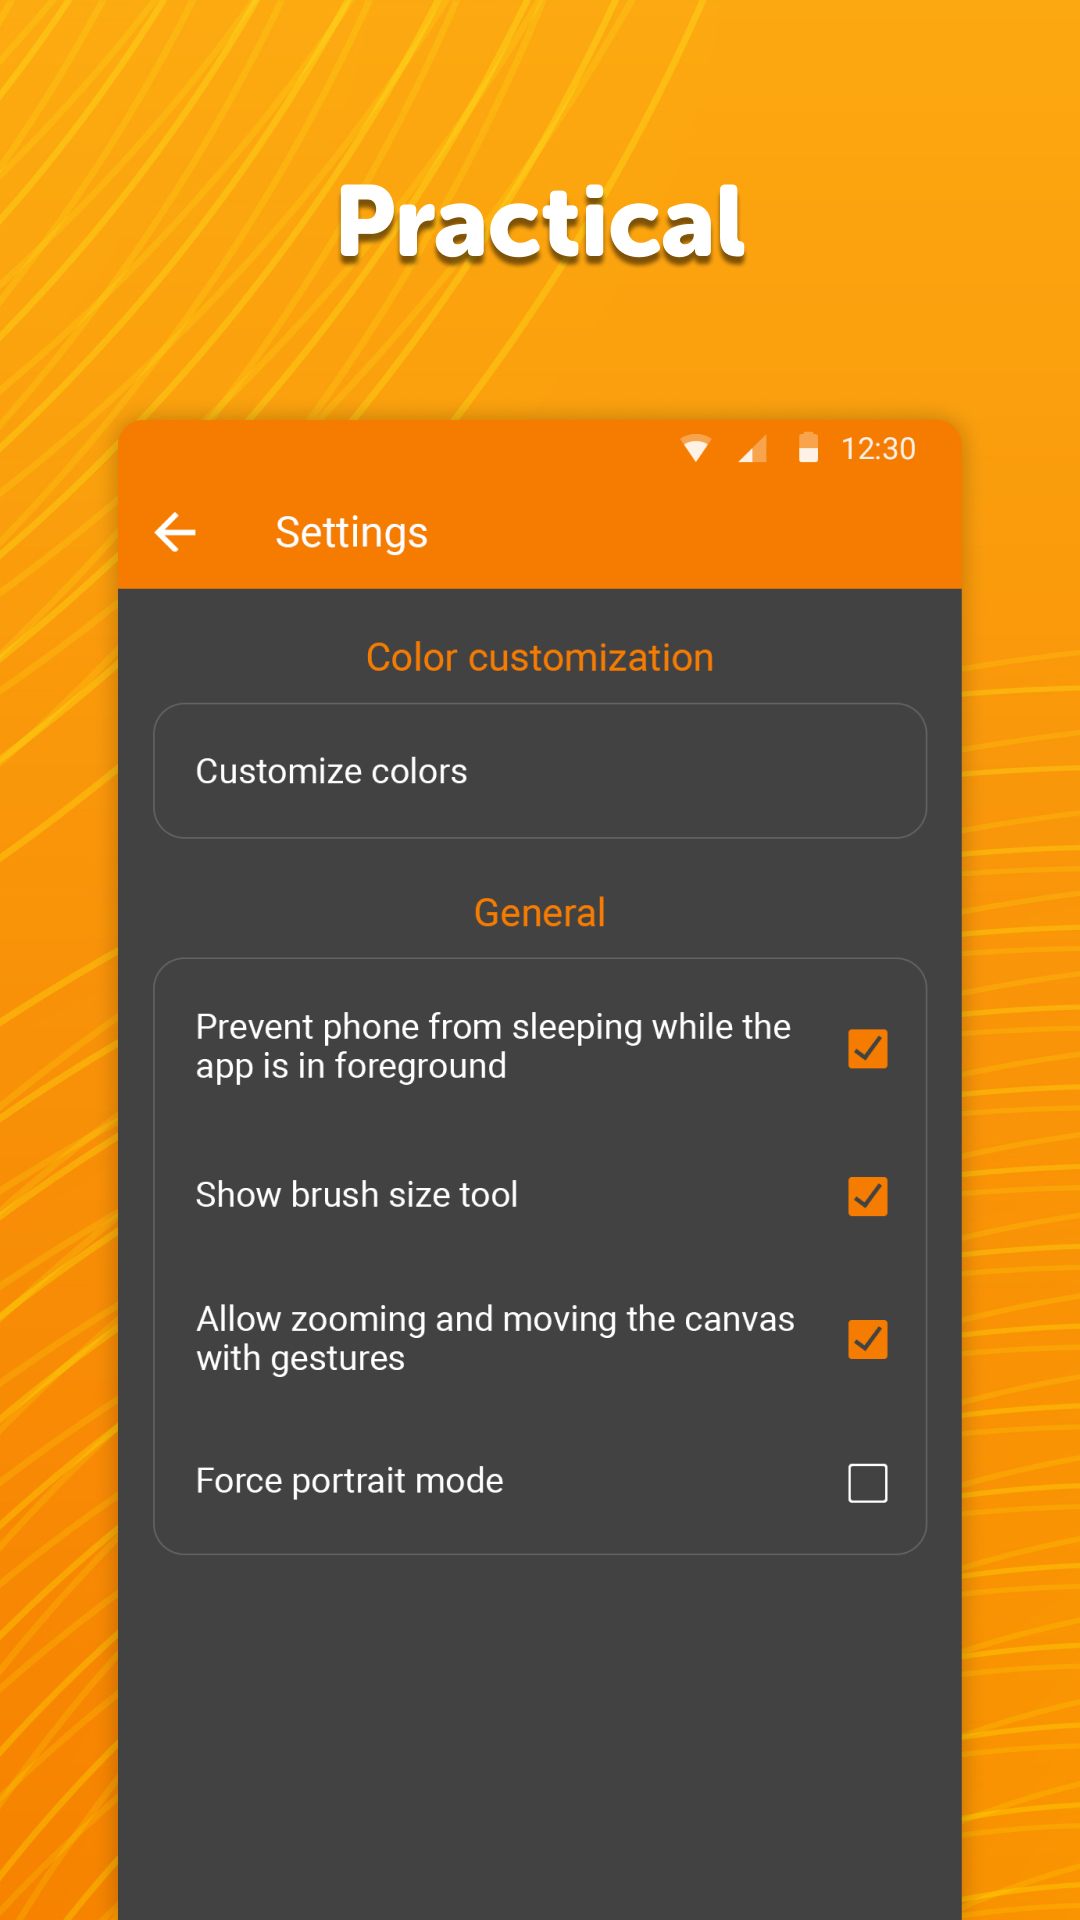 Practical
12:30
Settings
Color customization
Customize colors
General
Prevent phone from sleeping while the
app is in foreground
Show brush size tool
Allow zooming and moving the canvas
with gestures
Force portrait mode